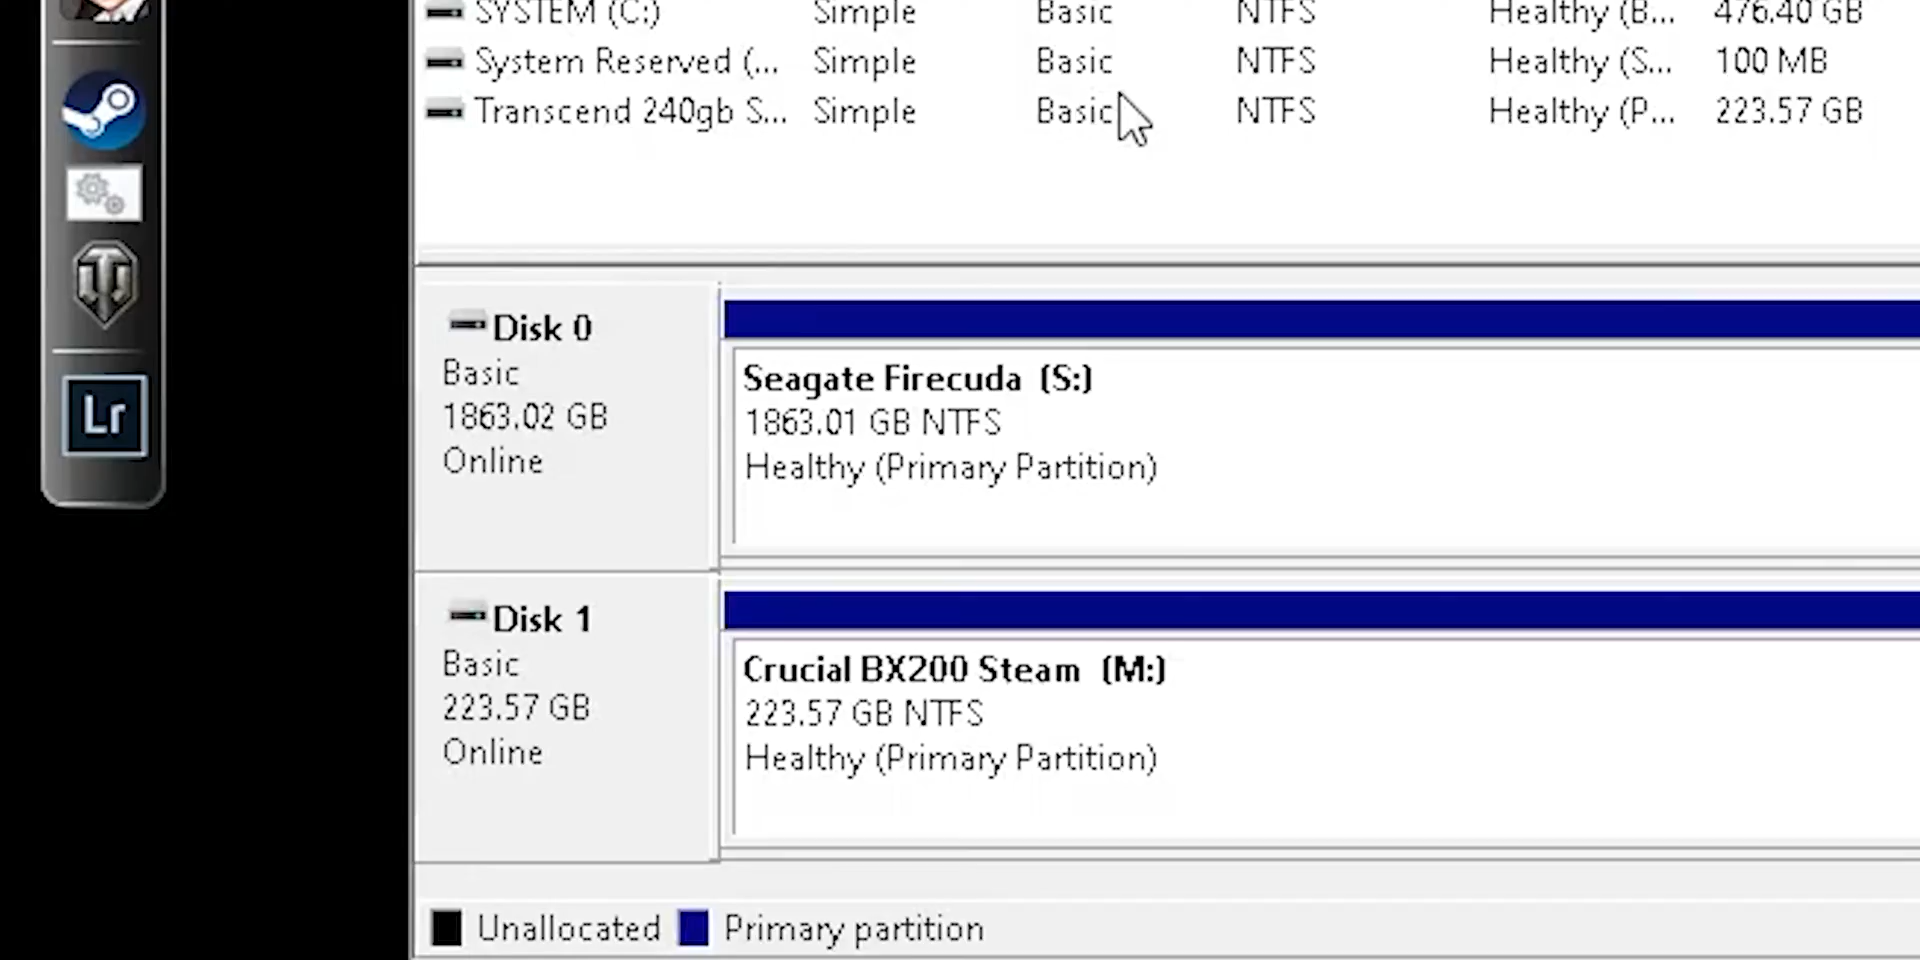 SYSTEM (C:) Simple Basic NTFS Healthy (B... 476.40 GB
System Reserved (... Simple Basic NTFS Healthy (S... 100 MB
Transcend 240gb S... Simple Basic NTFS Healthy (P... 223.57 GB
Lr
Disk 0
Basic
1863.02 GB
Online
Seagate Firecuda (S:)
1863.01 GB NTFS
Healthy (Primary Partition)
Disk 1
Basic
223.57 GB
Online
Crucial BX200 Steam (M:)
223.57 GB NTFS
Healthy (Primary Partition)
Unallocated Primary partition